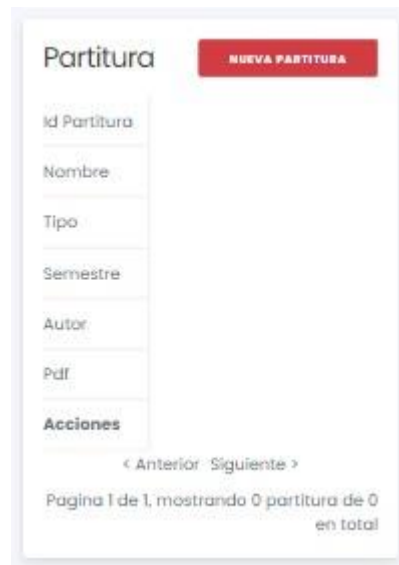 Partitura
NUEVA PARTITURA
Id Partitura
Nombre
Tipo
Semestre
Autor
Pdf
Acciones
< Anterior Siguiente >
Pagina 1 de 1, mostrando 0 partitura de 0
en total